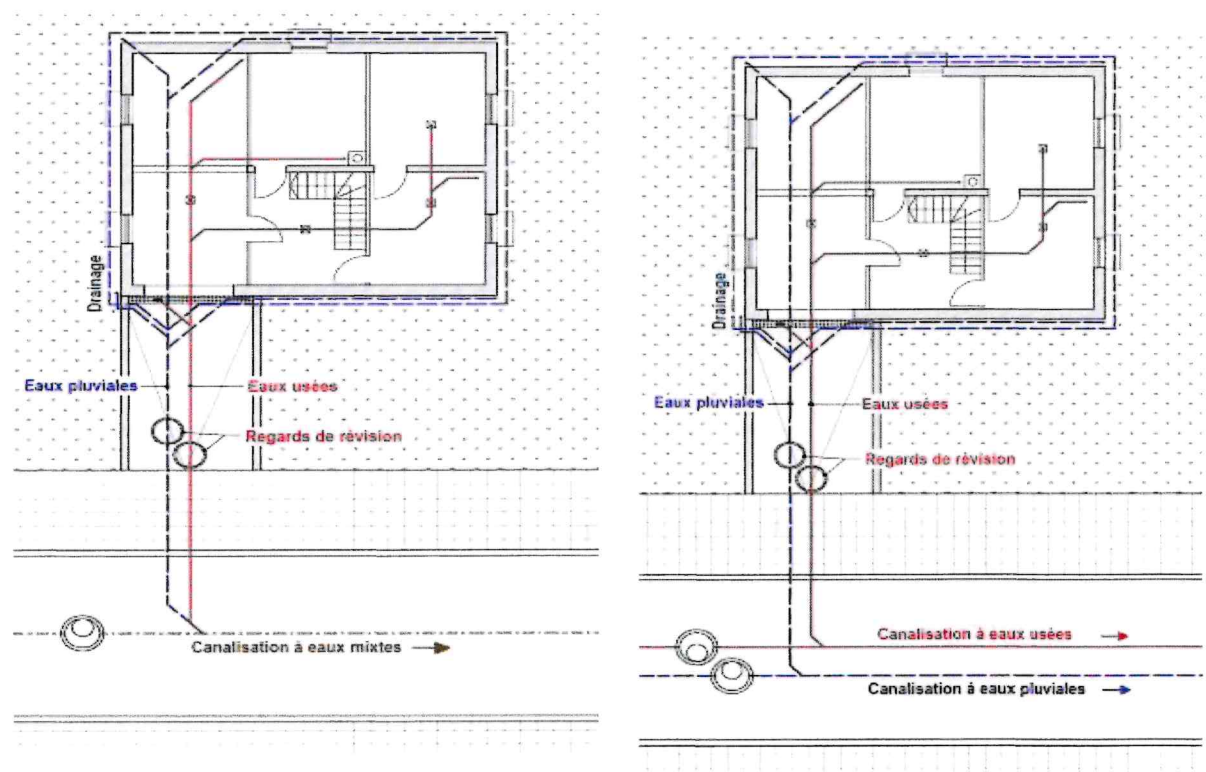 Drainage
Eaux pluviales
Eaux usées
Regards de révision
Canalisation à eaux mixtes
Drainage
Eaux pluviales
Eaux usées
Regards de révision
Canalisation à eaux usées
Canalisation à eaux pluviales